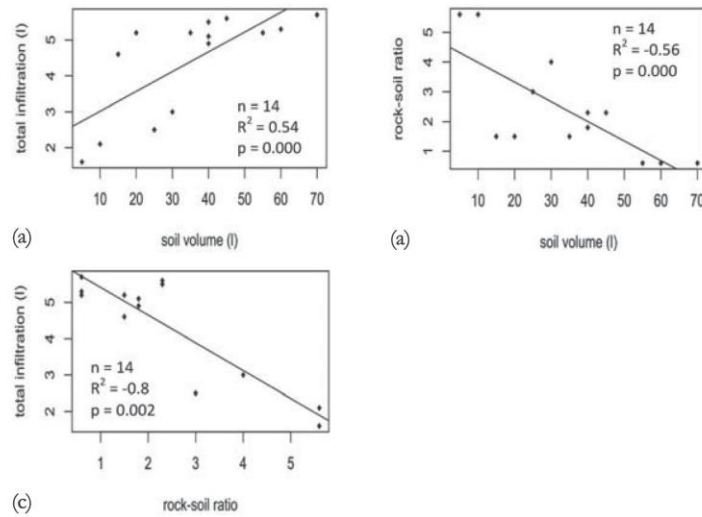 total infiltration (l)
5
4
3
2
n = 14
R² = 0.54
p = 0.000
10 20 30 40 50 60 70
(a)
soil volume (l)
rock-soil ratio
5
4
3
2
1
n = 14
R² = -0.56
p = 0.000
10 20 30 40 50 60 70
(a)
soil volume (l)
total infiltration (l)
5
4
3
2
n = 14
R² = -0.8
p = 0.002
1 2 3 4 5
(c)
rock-soil ratio